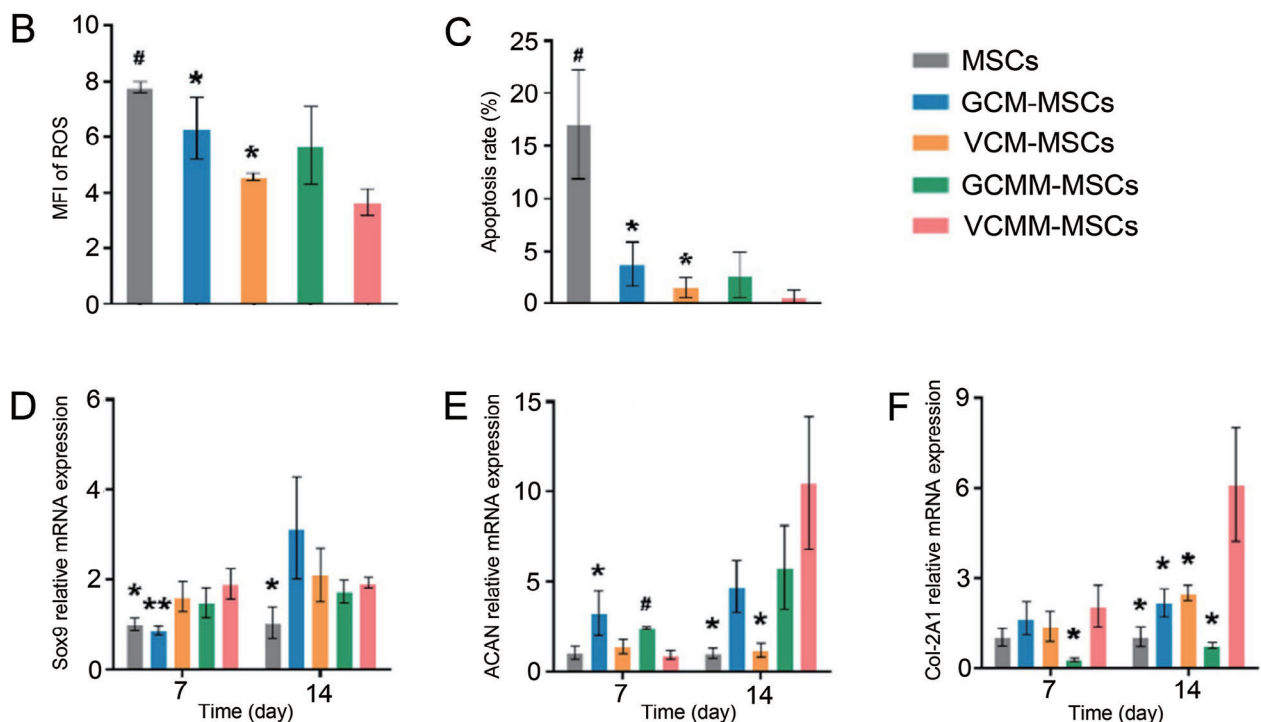 B
MFI of ROS
10
8
6
4
2
0
#
*
*
C
Apoptosis rate (%)
25
20
15
10
5
0
#
*
*
MSCs
GCM-MSCs
VCM-MSCs
GCMM-MSCs
VCMM-MSCs
D
Sox9 relative mRNA expression
6
4
2
0
*
**
*
7
14
Time (day)
E
ACAN relative mRNA expression
15
10
5
0
*
#
*
*
7
14
Time (day)
F
Col-2A1 relative mRNA expression
9
6
3
0
*
*
*
*
*
7
14
Time (day)